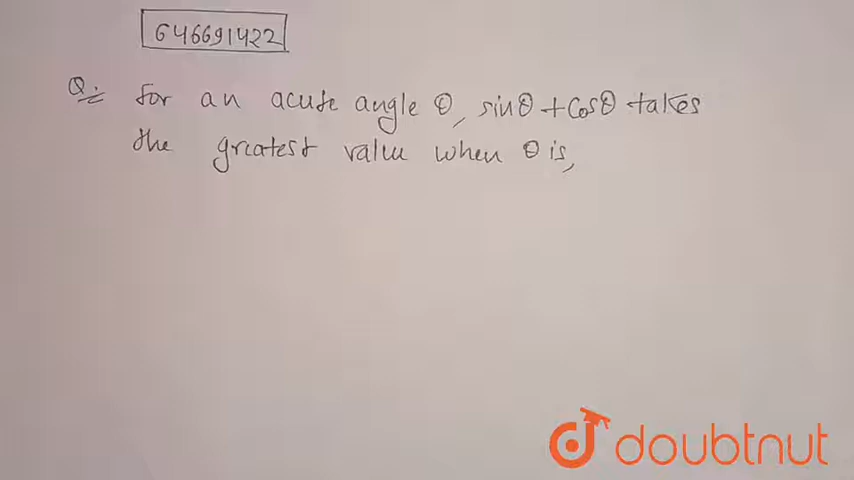 646691422
Q: for an acute angle θ, sinθ + cosθ takes
the greatest value when θ is,
doubtnut